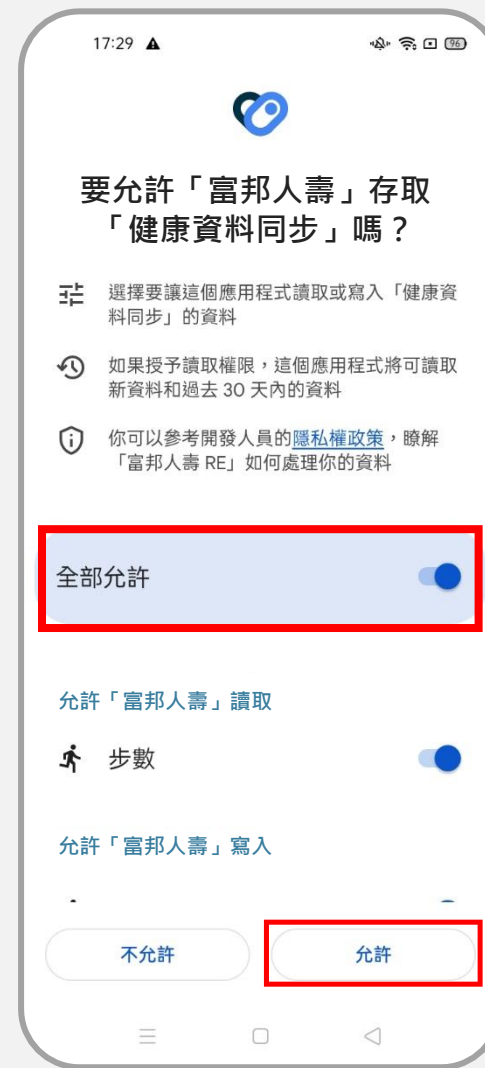 17:29
96
要允許「富邦人壽」存取
「健康資料同步」嗎？
選擇要讓這個應用程式讀取或寫入「健康資
料同步」的資料
如果授予讀取權限，這個應用程式將可讀取
新資料和過去 30 天內的資料
你可以參考開發人員的隱私權政策，瞭解
「富邦人壽 RE」如何處理你的資料
全部允許
允許「富邦人壽」讀取
步數
允許「富邦人壽」寫入
不允許
允許